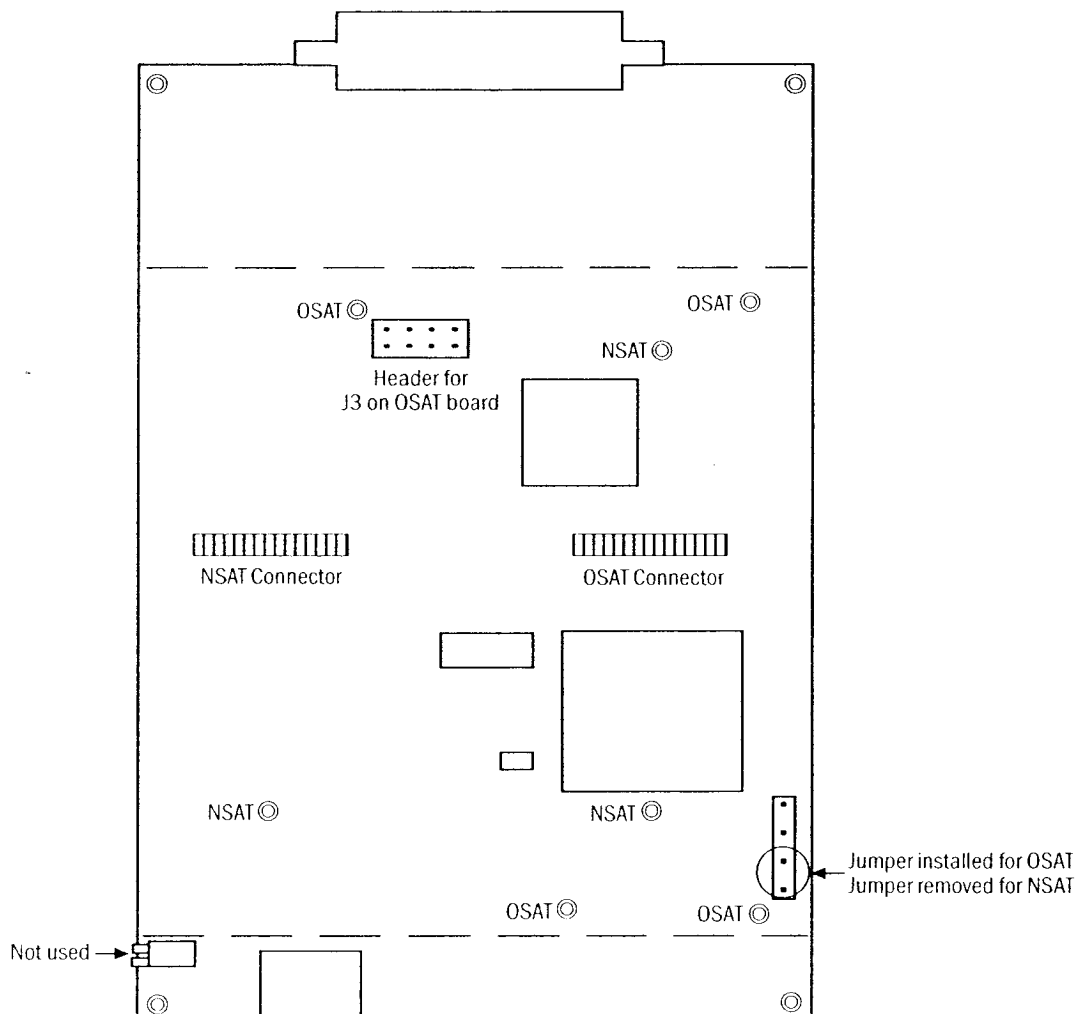 OSAT
OSAT
NSAT
Header for
J3 on OSAT board
NSAT Connector
OSAT Connector
NSAT
NSAT
Jumper installed for OSAT
Jumper removed for NSAT
OSAT
OSAT
Not used